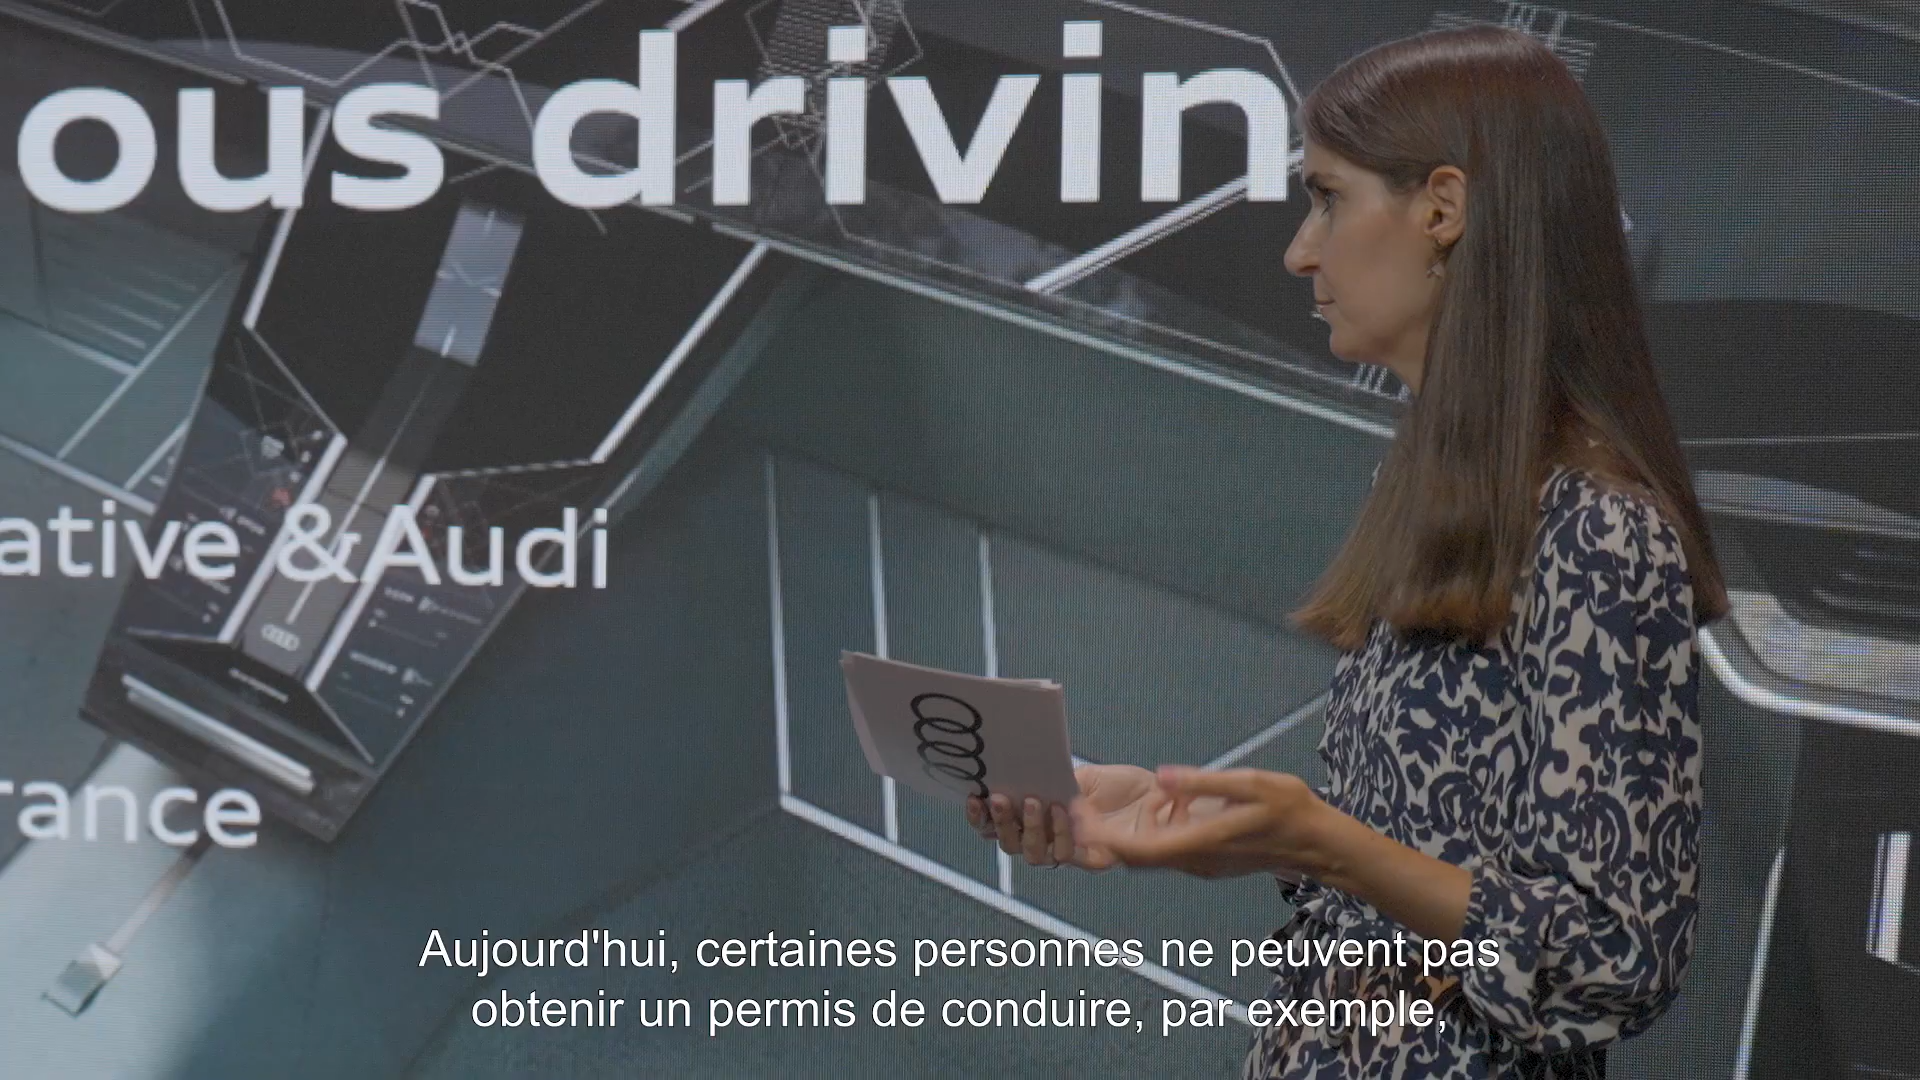 ous drivin
ative &Audi
rance
Aujourd'hui, certaines personnes ne peuvent pas
obtenir un permis de conduire, par exemple,